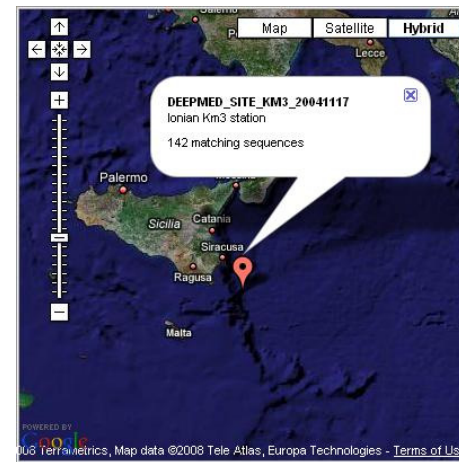 Map Satellite Hybrid
Lecce
DEEPMED_SITE_KM3_20041117
Ionian Km3 station
142 matching sequences
Palermo
Sicilia
Catania
Siracusa
Ragusa
Malta
POWERED BY
Google
TerraMetrics, Map data ©2008 Tele Atlas, Europa Technologies - Terms of Us